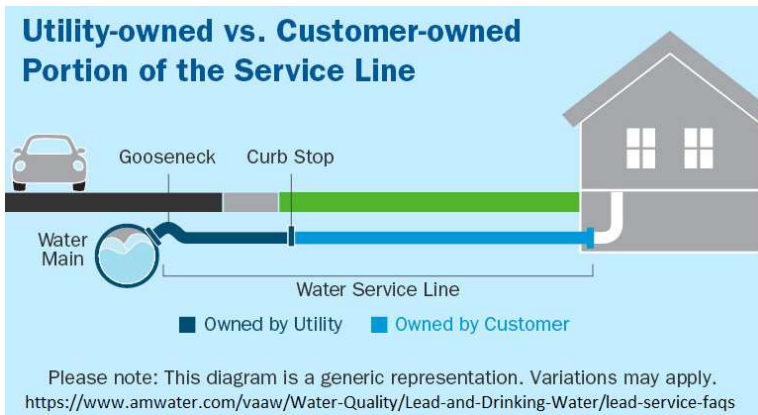 Utility-owned vs. Customer-owned
Portion of the Service Line
Gooseneck
Curb Stop
Water
Main
Water Service Line
Owned by Utility
Owned by Customer
Please note: This diagram is a generic representation. Variations may apply.
https://www.amwater.com/vaaw/Water-Quality/Lead-and-Drinking-Water/lead-service-faqs